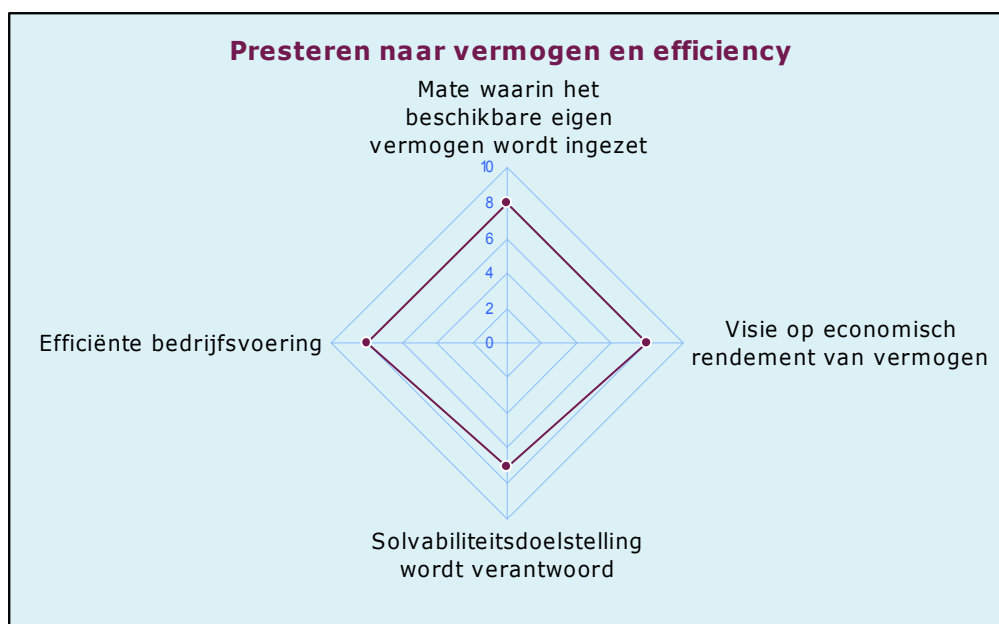 Presteren naar vermogen en efficiency
Mate waarin het
beschikbare eigen
vermogen wordt ingezet
10
8
6
4
2
0
Efficiënte bedrijfsvoering
Visie op economisch
rendement van vermogen
Solvabiliteitsdoelstelling
wordt verantwoord